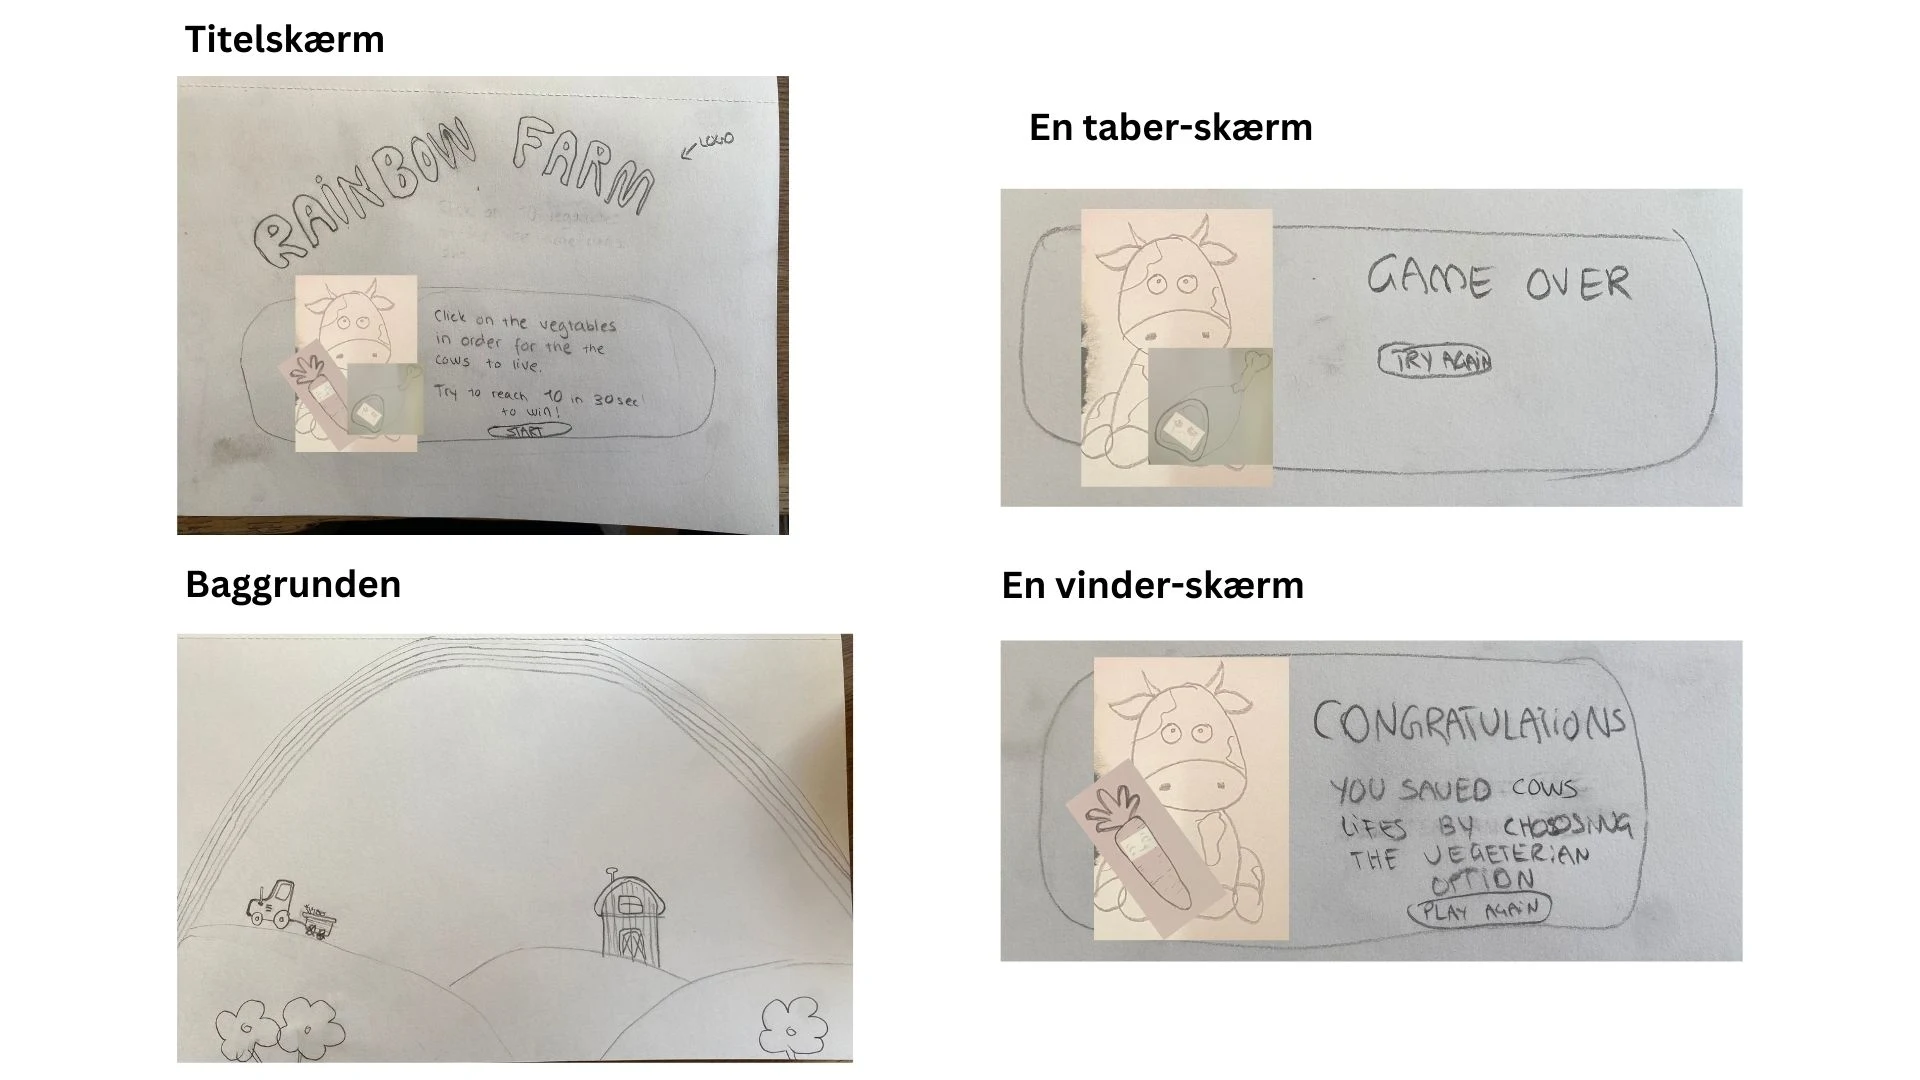 Titelskærm
RAINBOW FARM
LOGO
Click on the vegtables
in order for the the
cows to live.
Try to reach 10 in 30sec
to win!
START
En taber-skærm
GAME OVER
TRY AGAIN
Baggrunden
En vinder-skærm
CONGRATULATIONS
YOU SAVED COWS
LIFES BY CHOOSING
THE VEGETERIAN
OPTION
PLAY AGAIN